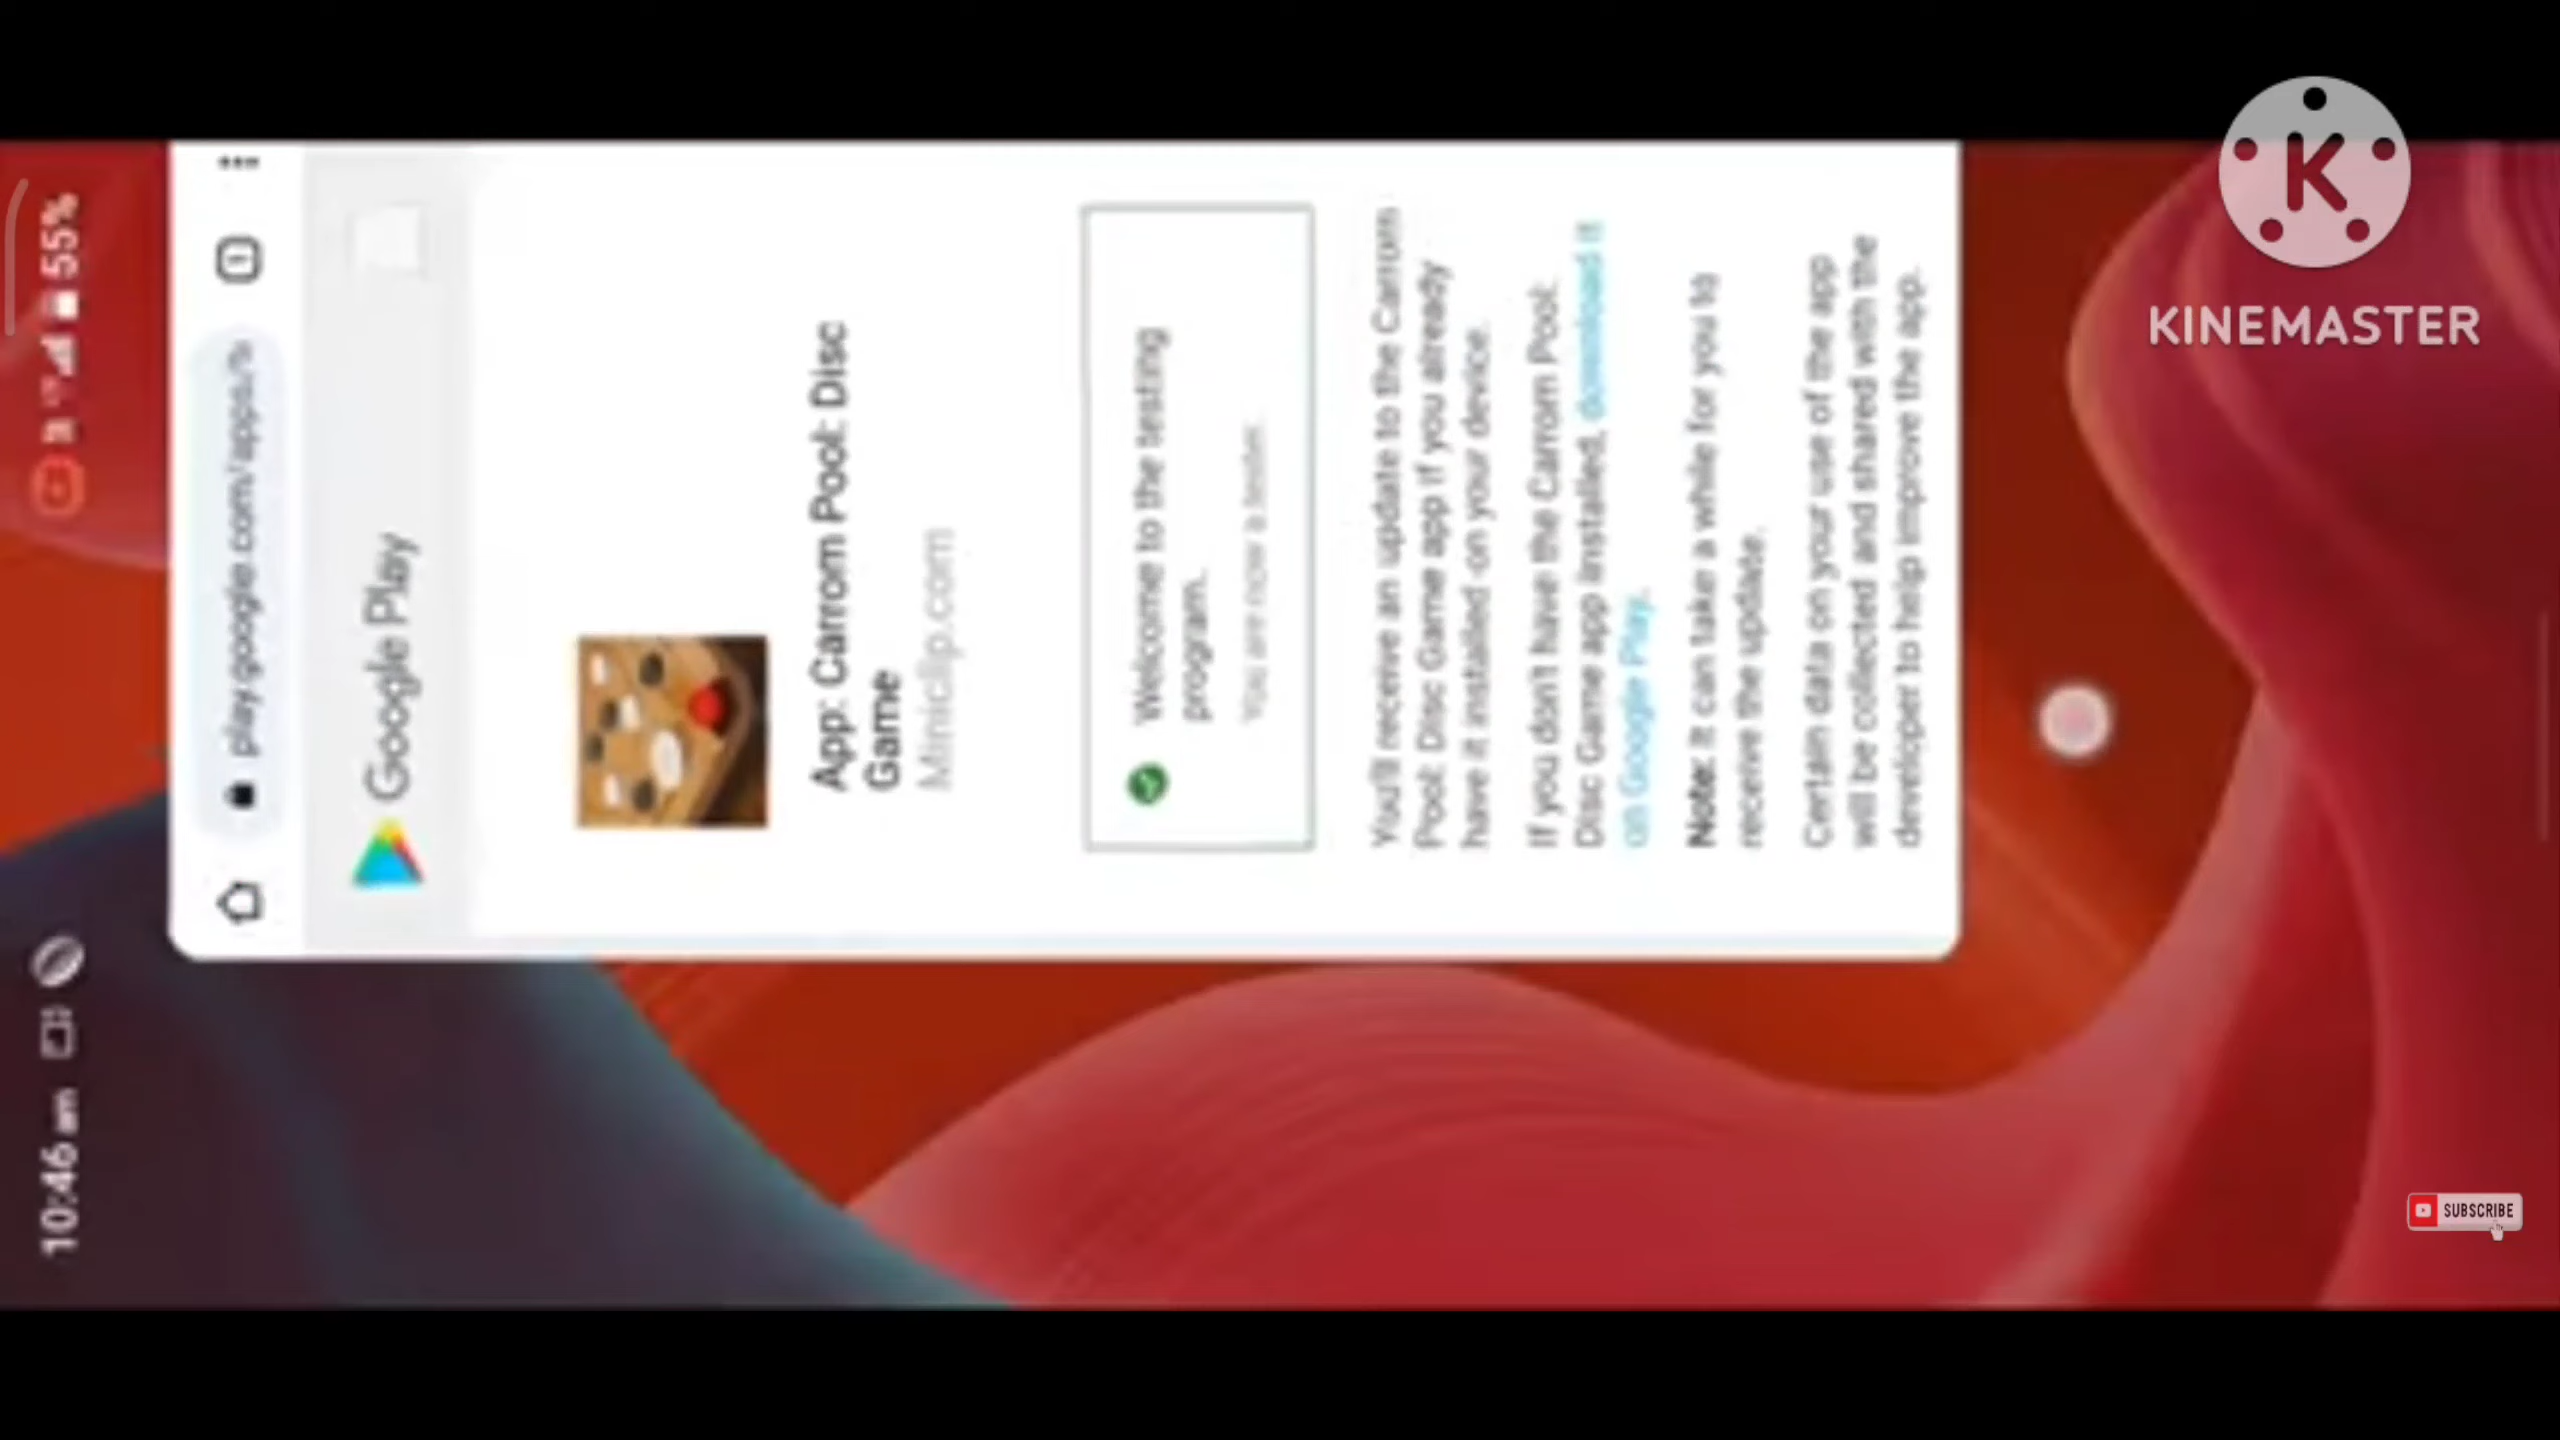 10:46 am
55%
play.google.com/apps/
Google Play
App: Carrom Pool: Disc
Game
Miniclip.com
Welcome to the testing
program.
You are now a tester.
You'll receive an update to the Carrom
Pool: Disc Game app if you already
have it installed on your device.
If you don't have the Carrom Pool:
Disc Game app installed, download it
on Google Play.
Note: It can take a while for you to
receive the update.
Certain data on your use of the app
will be collected and shared with the
developer to help improve the app.
K
KINEMASTER
SUBSCRIBE